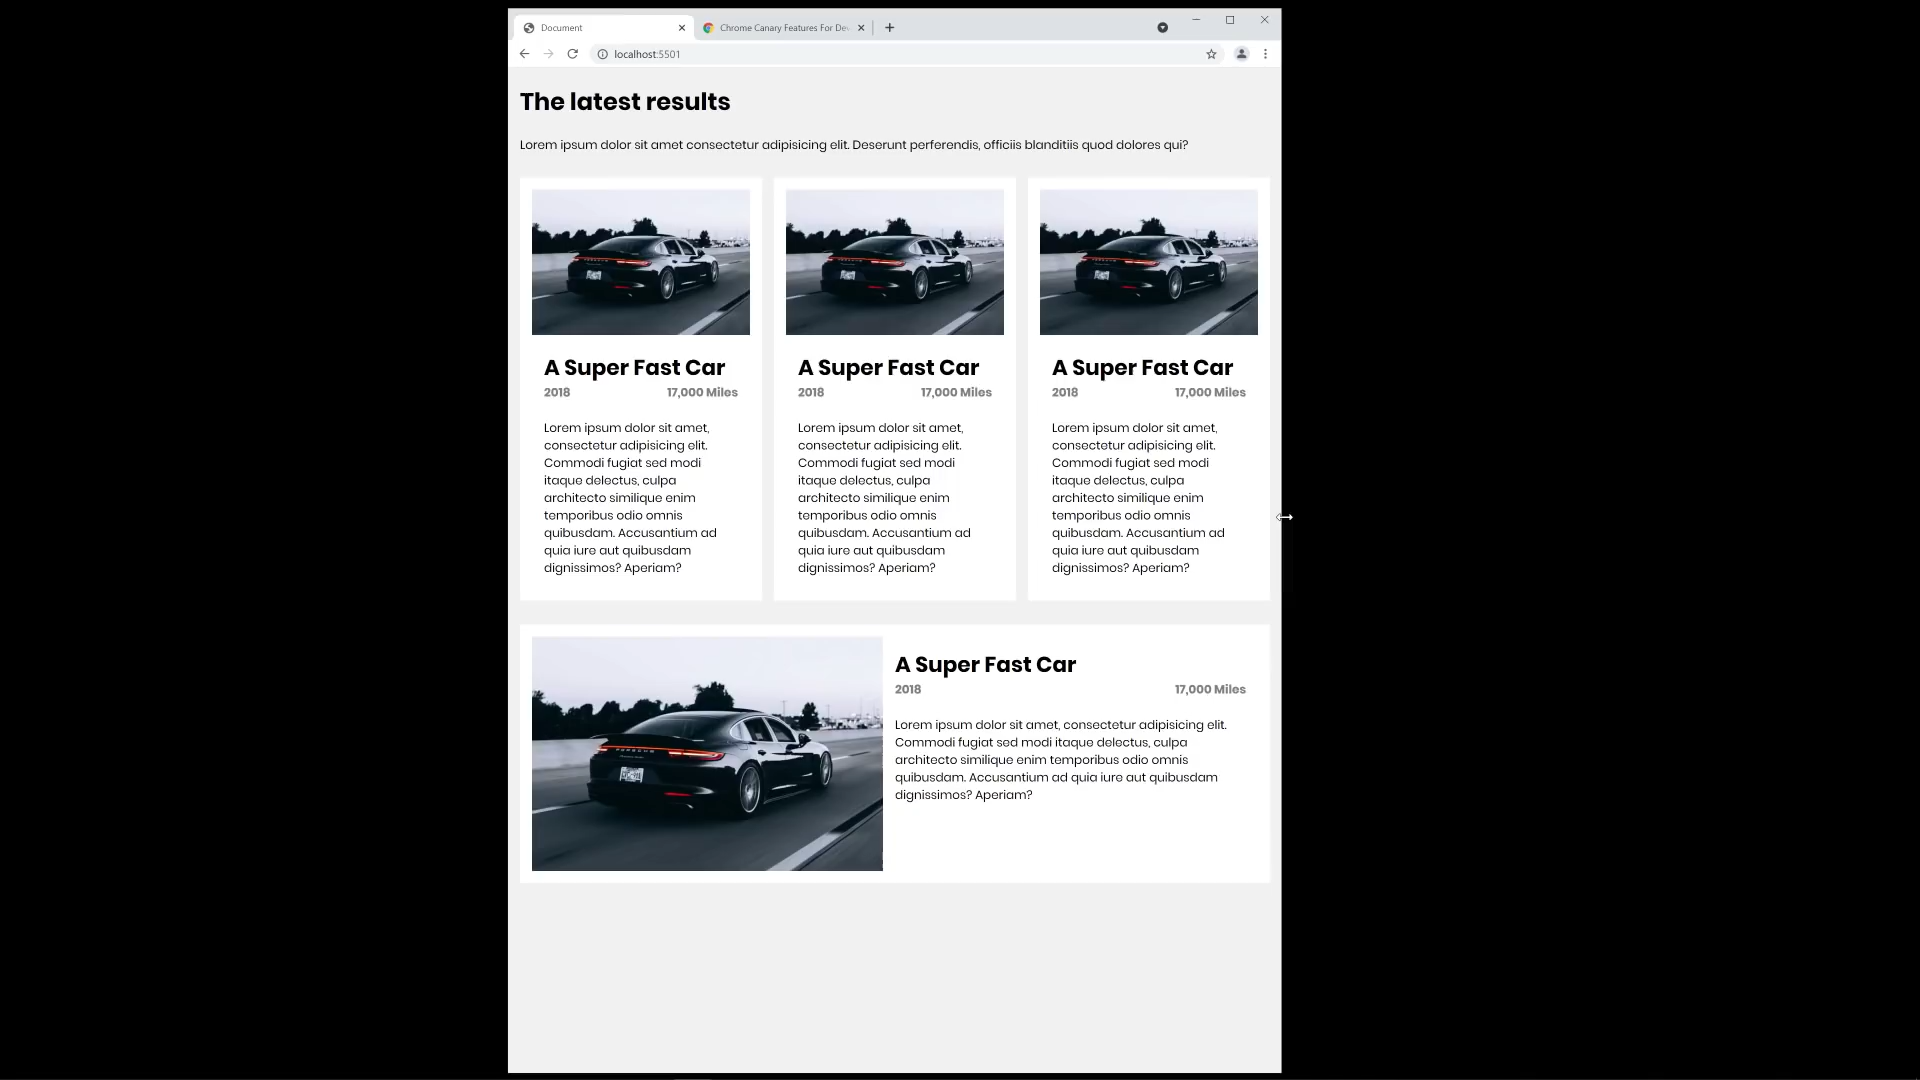 Document
Chrome Canary Features For Dev
localhost:5501
The latest results
Lorem ipsum dolor sit amet consectetur adipisicing elit. Deserunt perferendis, officiis blanditiis quod dolores qui?
A Super Fast Car
2018 17,000 Miles
Lorem ipsum dolor sit amet,
consectetur adipisicing elit.
Commodi fugiat sed modi
itaque delectus, culpa
architecto similique enim
temporibus odio omnis
quibusdam. Accusantium ad
quia iure aut quibusdam
dignissimos? Aperiam?
A Super Fast Car
2018 17,000 Miles
Lorem ipsum dolor sit amet,
consectetur adipisicing elit.
Commodi fugiat sed modi
itaque delectus, culpa
architecto similique enim
temporibus odio omnis
quibusdam. Accusantium ad
quia iure aut quibusdam
dignissimos? Aperiam?
A Super Fast Car
2018 17,000 Miles
Lorem ipsum dolor sit amet,
consectetur adipisicing elit.
Commodi fugiat sed modi
itaque delectus, culpa
architecto similique enim
temporibus odio omnis
quibusdam. Accusantium ad
quia iure aut quibusdam
dignissimos? Aperiam?
A Super Fast Car
2018 17,000 Miles
Lorem ipsum dolor sit amet, consectetur adipisicing elit.
Commodi fugiat sed modi itaque delectus, culpa
architecto similique enim temporibus odio omnis
quibusdam. Accusantium ad quia iure aut quibusdam
dignissimos? Aperiam?